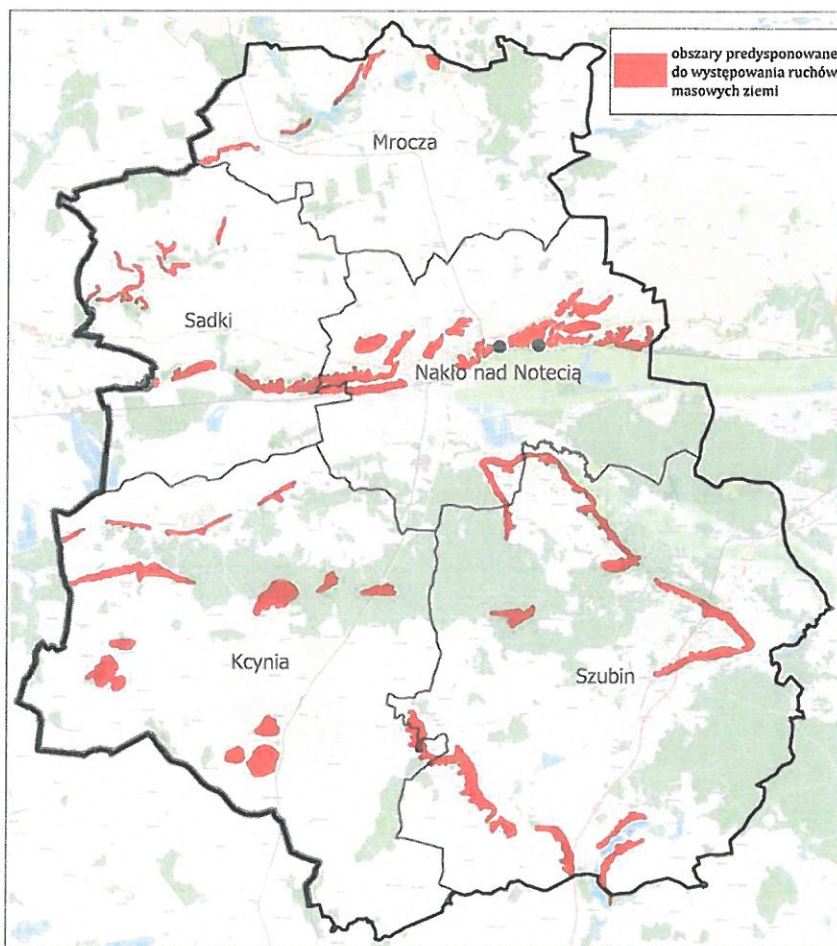 obszary predysponowane
do występowania ruchów
masowych ziemi
Mrocza
Sadki
Nakło nad Notecią
Kcynia
Szubin